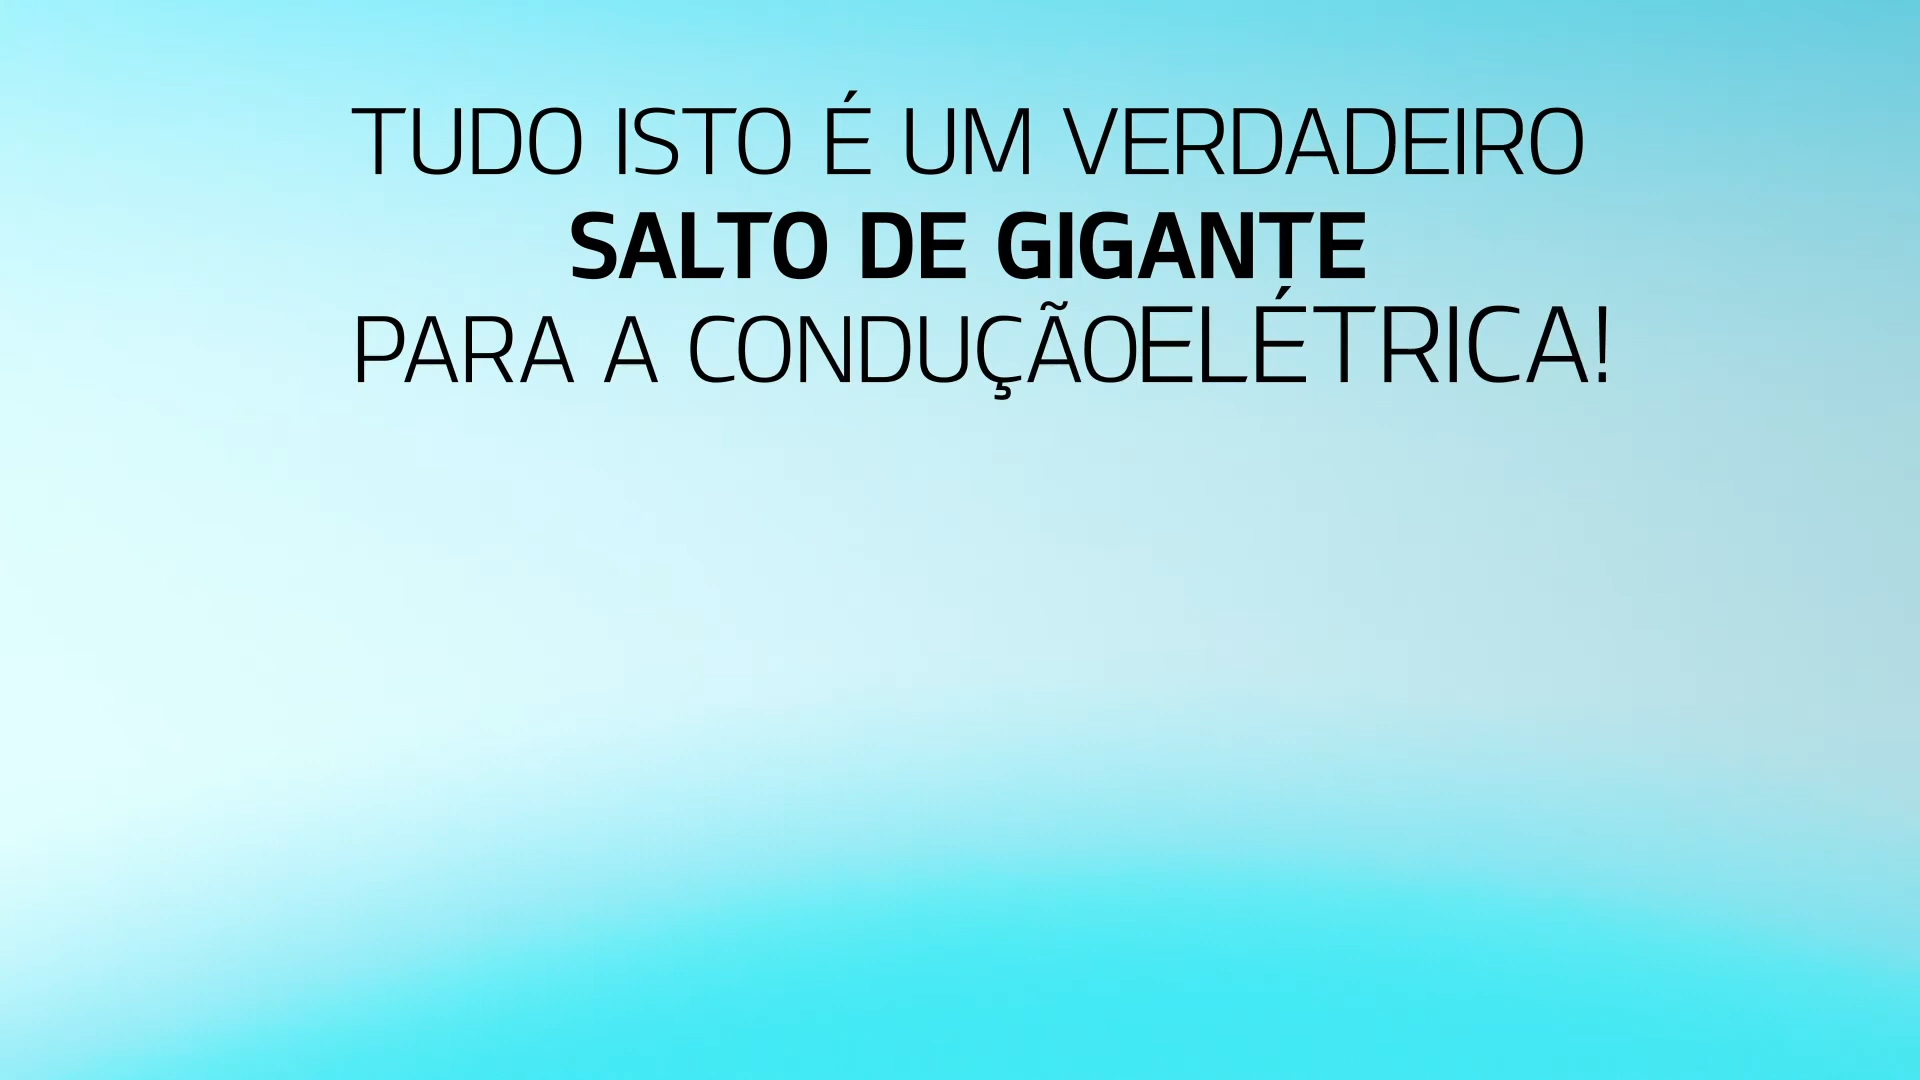 TUDO ISTO É UM VERDADEIRO
SALTO DE GIGANTE
PARA A CONDUÇÃOELÉTRICA!